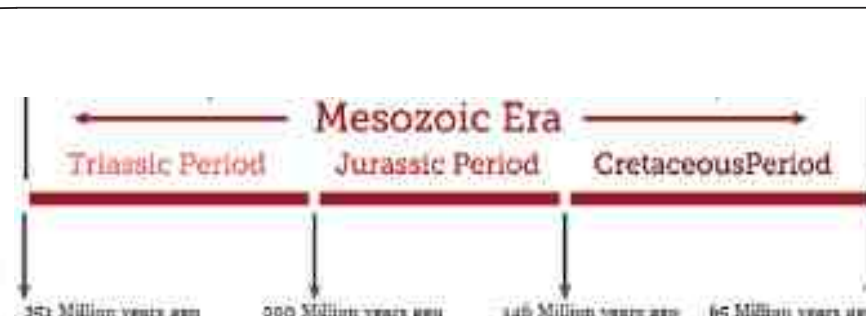 Mesozoic Era
Triassic Period Jurassic Period CretaceousPeriod
Million years ago Million years ago Million years ago 65 Million years